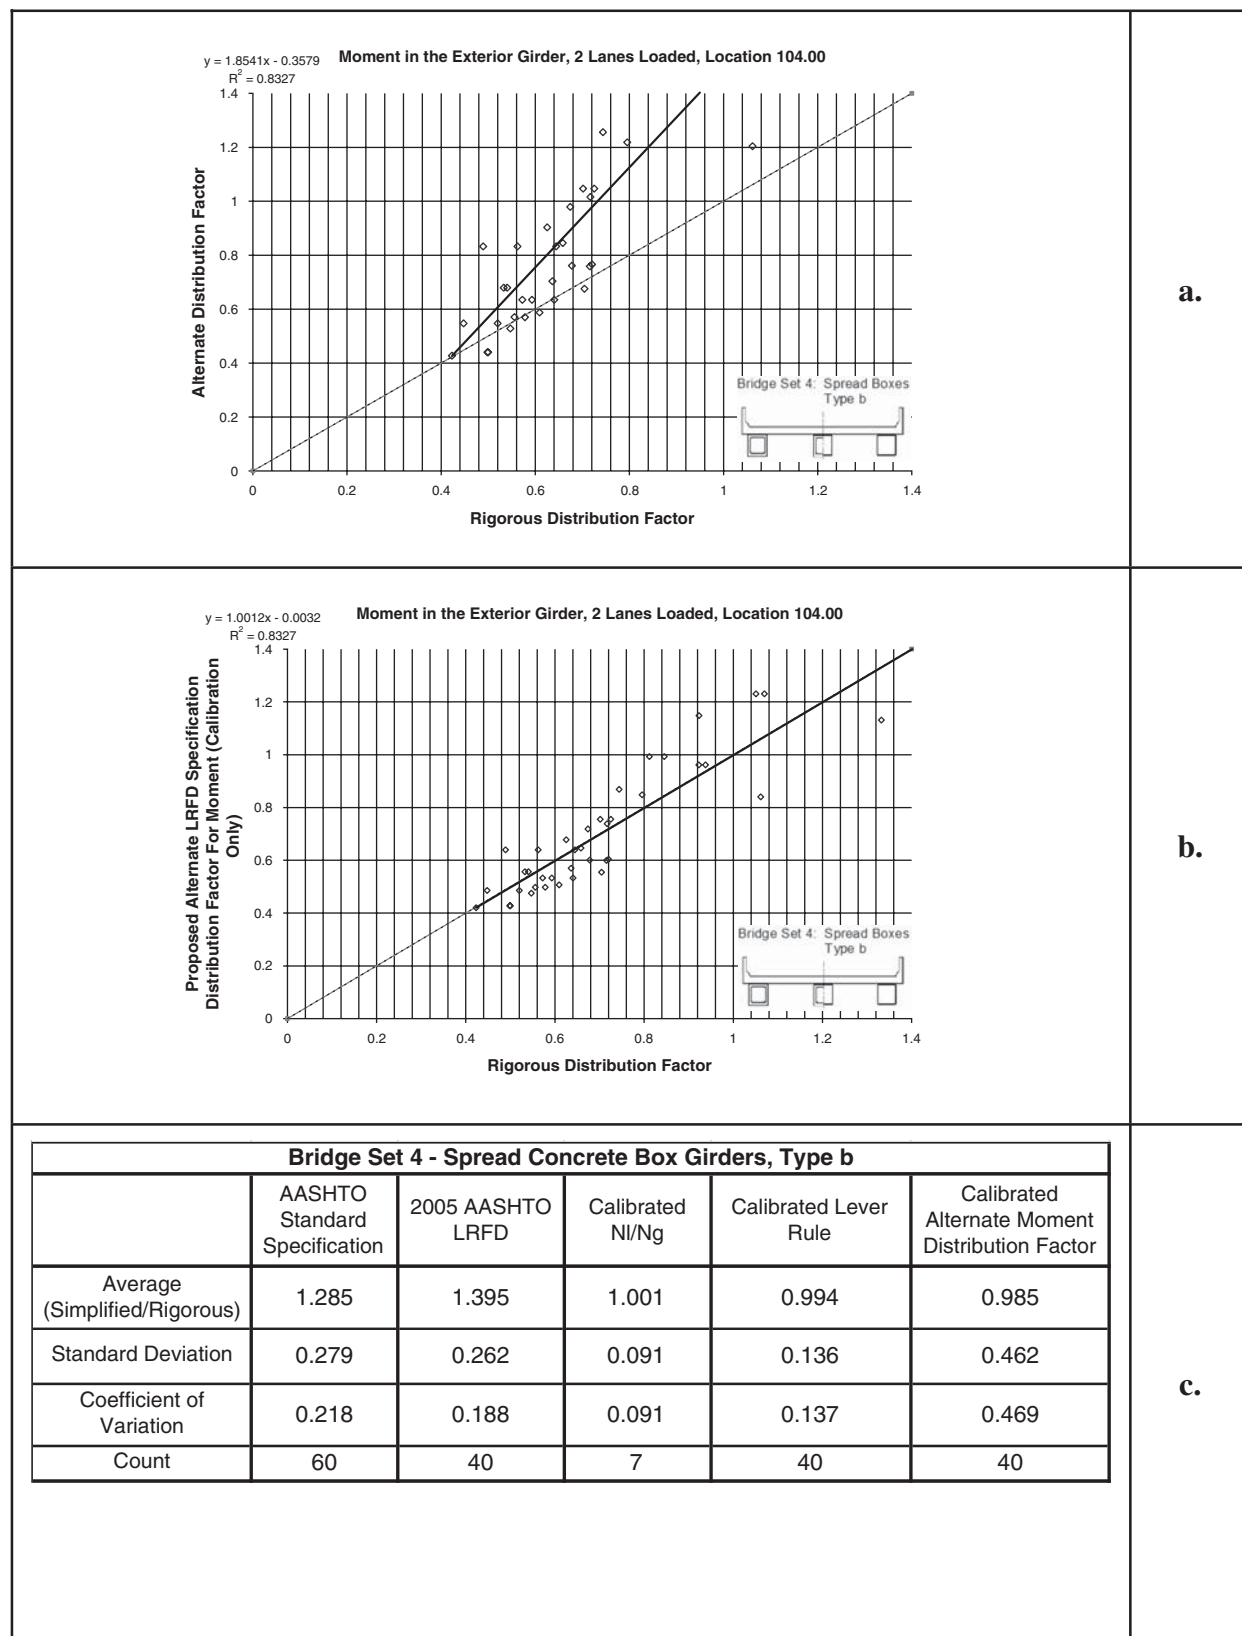 y = 1.8541x - 0.3579
R² = 0.8327
Moment in the Exterior Girder, 2 Lanes Loaded, Location 104.00
Alternate Distribution Factor
1.4
1.2
1
0.8
0.6
0.4
0.2
0
0 0.2 0.4 0.6 0.8 1 1.2 1.4
Rigorous Distribution Factor
Bridge Set 4: Spread Boxes
Type b
a.
y = 1.0012x - 0.0032
R² = 0.8327
Moment in the Exterior Girder, 2 Lanes Loaded, Location 104.00
Proposed Alternate LRFD Specification
Distribution Factor For Moment (Calibration
Only)
1.4
1.2
1
0.8
0.6
0.4
0.2
0
0 0.2 0.4 0.6 0.8 1 1.2 1.4
Rigorous Distribution Factor
Bridge Set 4: Spread Boxes
Type b
b.
Bridge Set 4 - Spread Concrete Box Girders, Type b
AASHTO
Standard
Specification
2005 AASHTO
LRFD
Calibrated
Nl/Ng
Calibrated Lever
Rule
Calibrated
Alternate Moment
Distribution Factor
Average
(Simplified/Rigorous)
1.285 1.395 1.001 0.994 0.985
Standard Deviation 0.279 0.262 0.091 0.136 0.462
Coefficient of
Variation
0.218 0.188 0.091 0.137 0.469
Count 60 40 7 40 40
c.